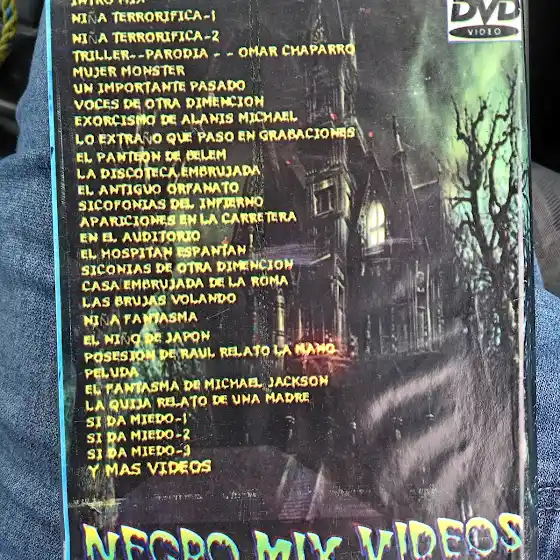 INTRO MIX
NIÑA TERRORIFICA-1
NIÑA TERRORIFICA-2
TRILLER--PARODIA -- OMAR CHAPARRO
MUJER MONSTER
UN IMPORTANTE PASADO
VOCES DE OTRA DIMENCION
EXORCISMO DE ALANIS MICHAEL
LO EXTRAÑO QUE PASO EN GRABACIONES
EL PANTEON DE BELEM
LA DISCOTECA EMBRUJADA
EL ANTIGUO ORFANATO
SICOFONIAS DEL INFIERNO
APARICIONES EN LA CARRETERA
EN EL AUDITORIO
EL HOSPITAN ESPANTAN
SICONIAS DE OTRA DIMENCION
CASA EMBRUJADA DE LA ROMA
LAS BRUJAS VOLANDO
NIÑA FANTASMA
EL NIÑO DE JAPON
POSESION DE RAUL RELATO LA MANO
PELUDA
EL FANTASMA DE MICHAEL JACKSON
LA QUIJA RELATO DE UNA MADRE
SI DA MIEDO-1
SI DA MIEDO-2
SI DA MIEDO-3
Y MAS VIDEOS
DVD
VIDEO
NEGRO MIX VIDEOS